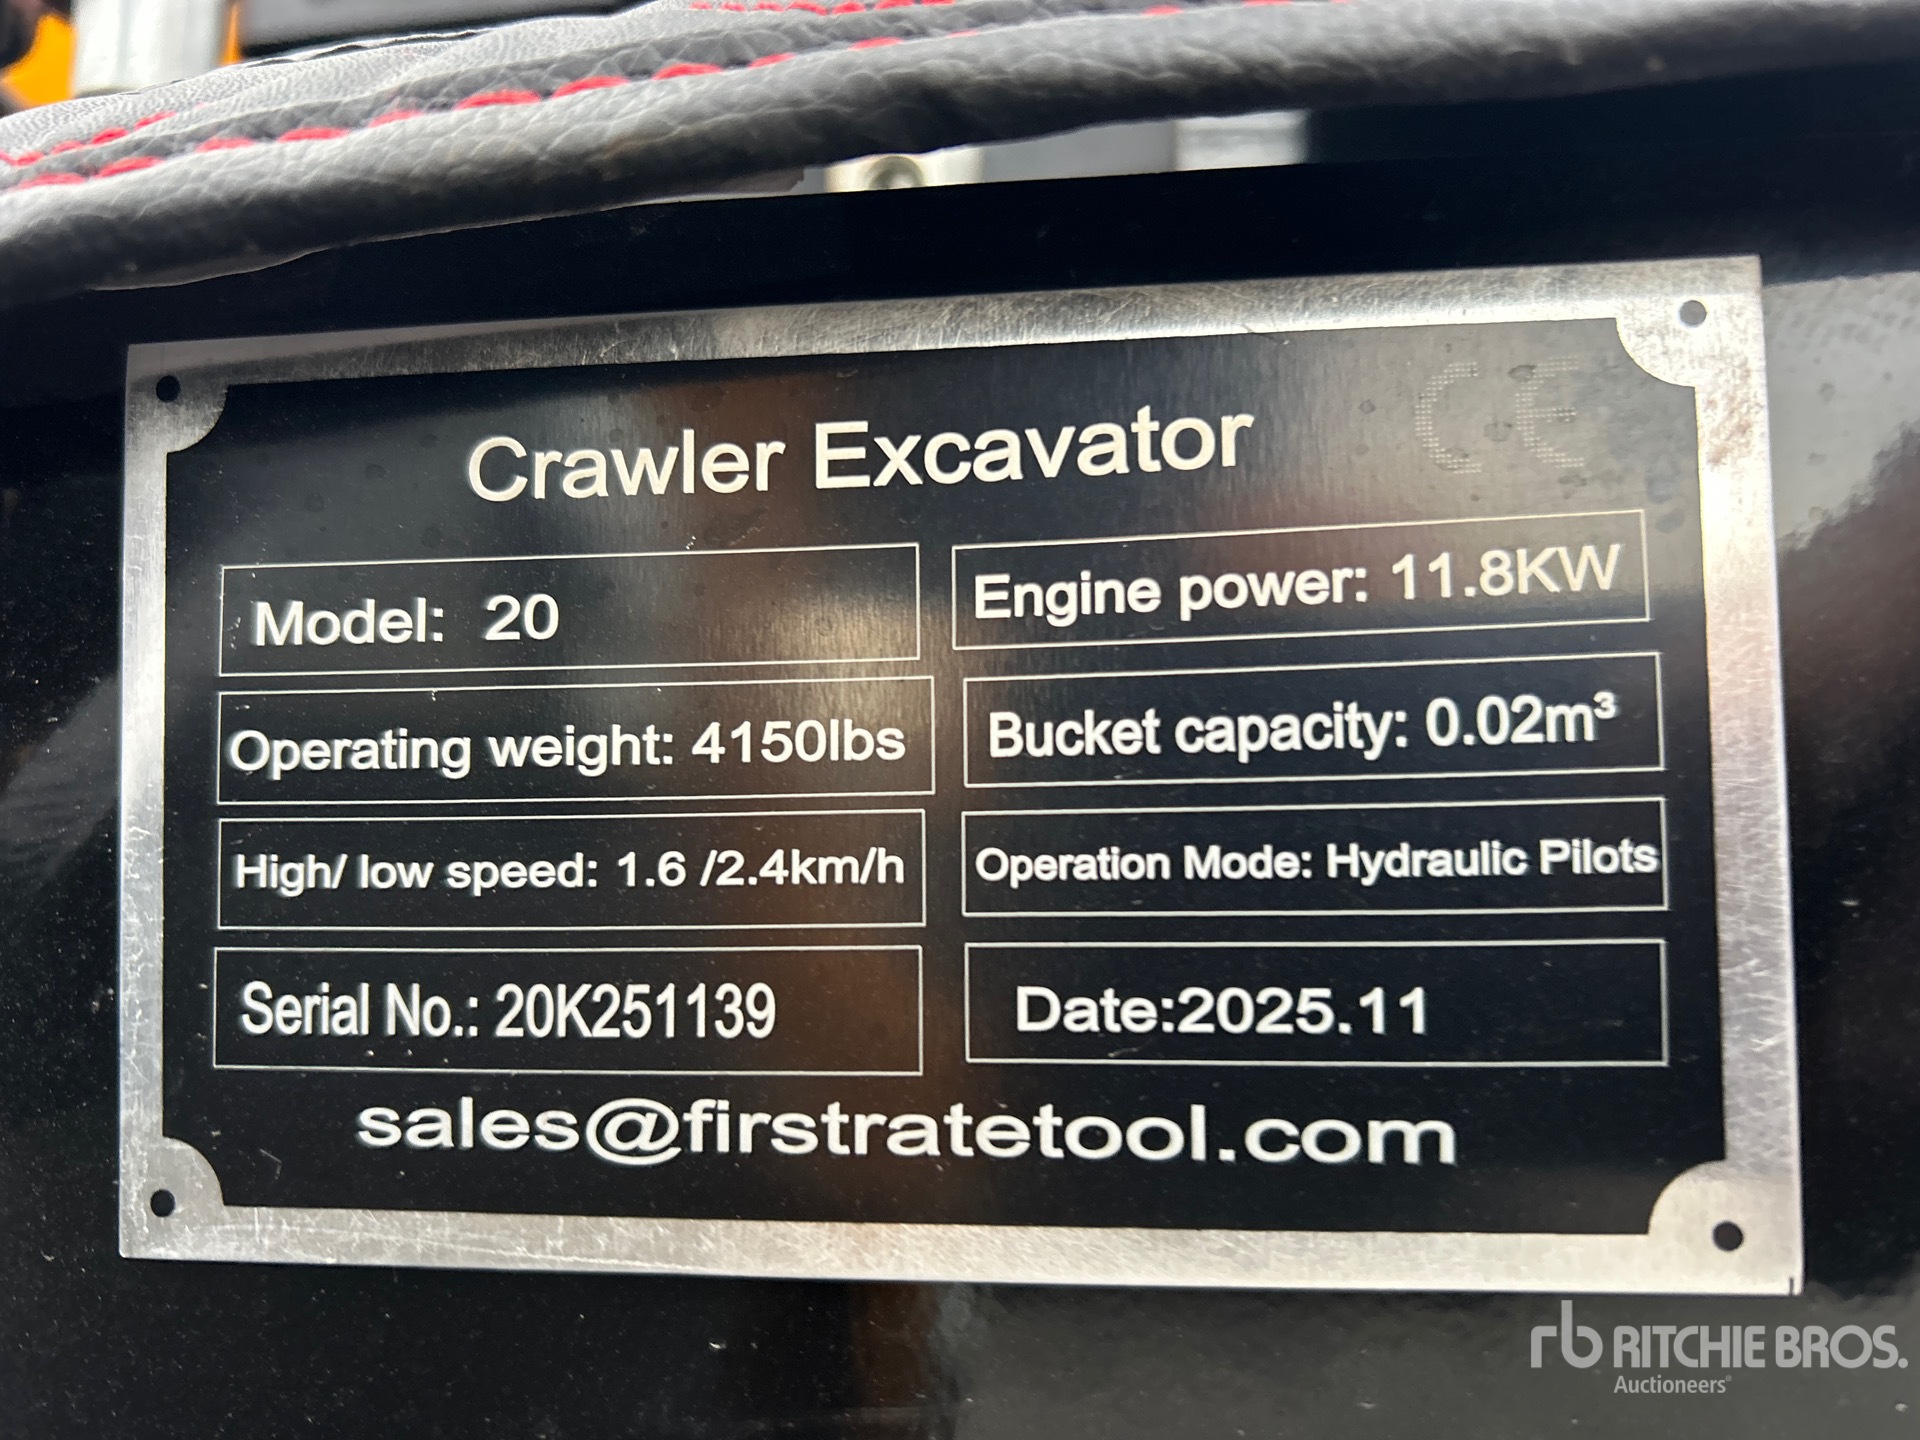 CE
Crawler Excavator
Model: 20
Engine power: 11.8KW
Operating weight: 4150lbs
Bucket capacity: 0.02m³
High/ low speed: 1.6 /2.4km/h
Operation Mode: Hydraulic Pilots
Serial No.: 20K251139
Date:2025.11
sales@firstratetool.com
rb RITCHIE BROS.
Auctioneers®